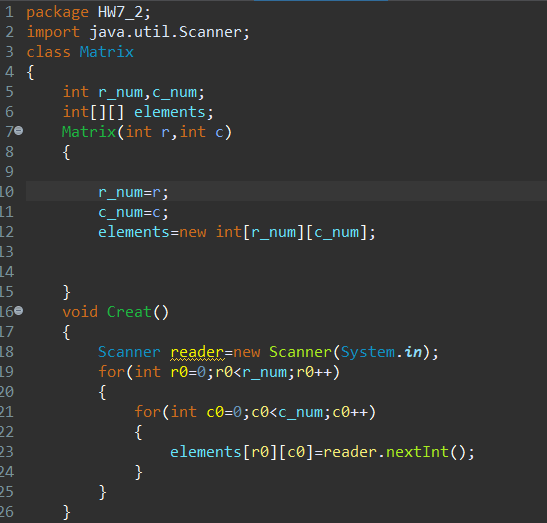 1 package HW7_2;
2 import java.util.Scanner;
3 class Matrix
4 {
5 int r_num,c_num;
6 int[][] elements;
7 Matrix(int r,int c)
8 {
9
10 r_num=r;
11 c_num=c;
12 elements=new int[r_num][c_num];
13
14
15 }
16 void Creat()
17 {
18 Scanner reader=new Scanner(System.in);
19 for(int r0=0;r0<r_num;r0++)
20 {
21 for(int c0=0;c0<c_num;c0++)
22 {
23 elements[r0][c0]=reader.nextInt();
24 }
25 }
26 }